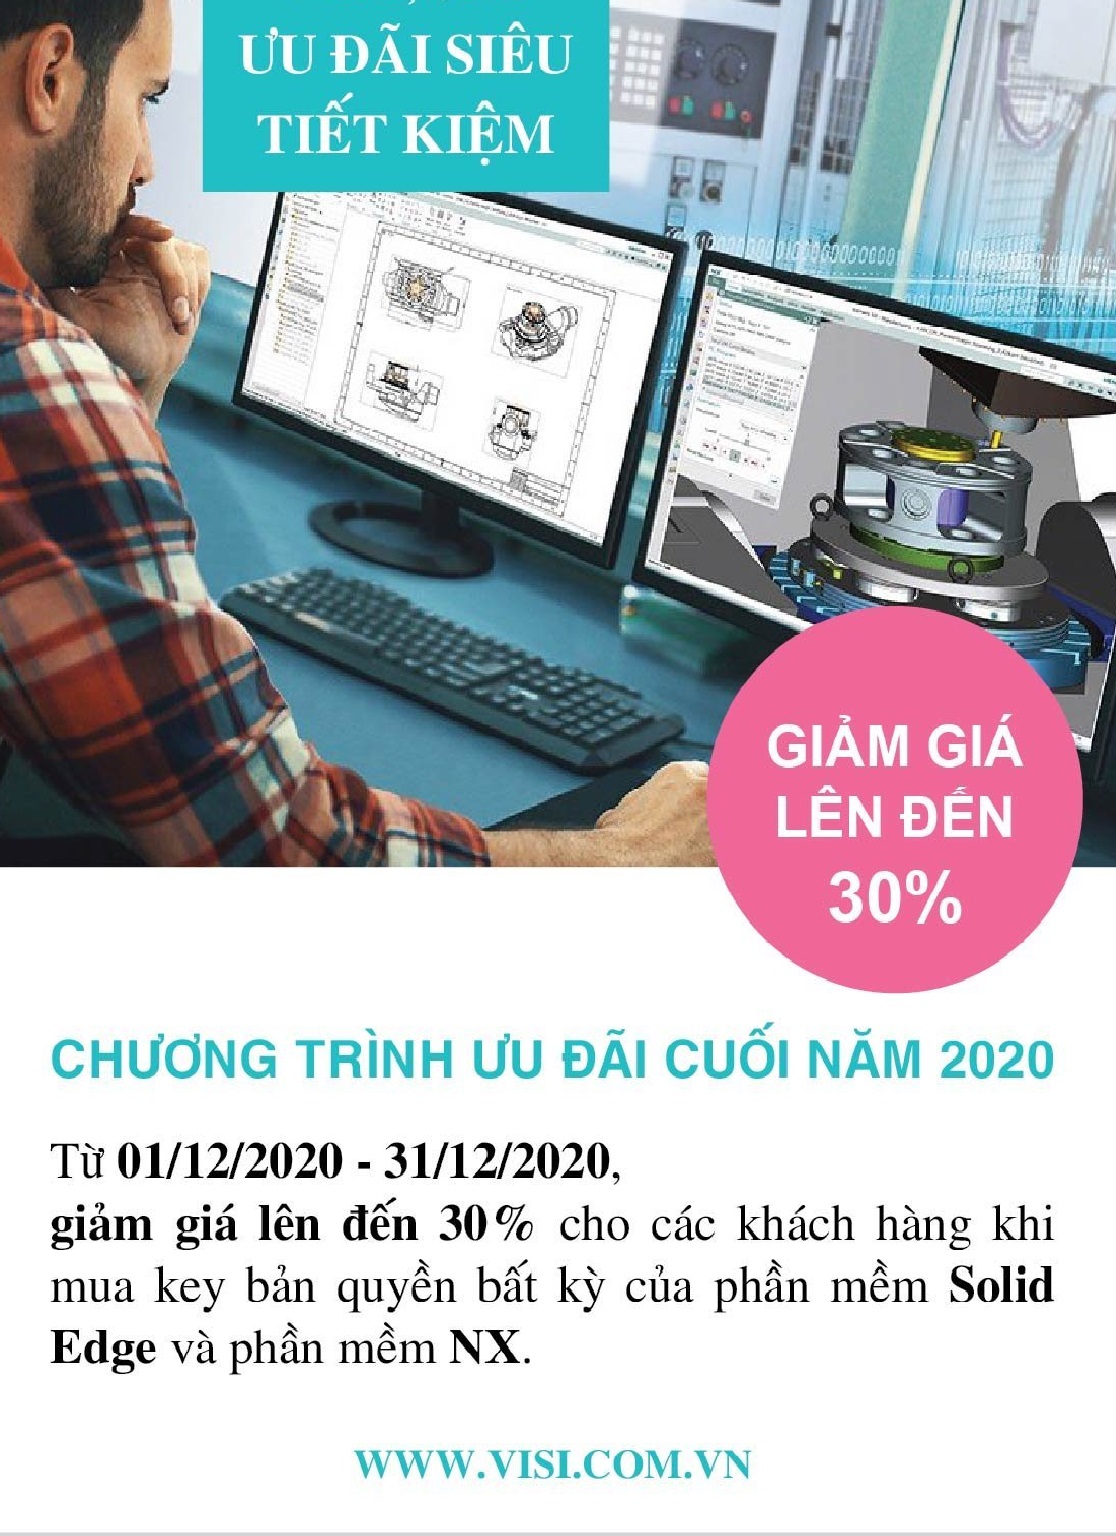 ƯU ĐÃI SIÊU
TIẾT KIỆM
GIẢM GIÁ
LÊN ĐẾN
30%
CHƯƠNG TRÌNH ƯU ĐÃI CUỐI NĂM 2020
Từ 01/12/2020 - 31/12/2020,
giảm giá lên đến 30% cho các khách hàng khi
mua key bản quyền bất kỳ của phần mềm Solid
Edge và phần mềm NX.
WWW.VISI.COM.VN